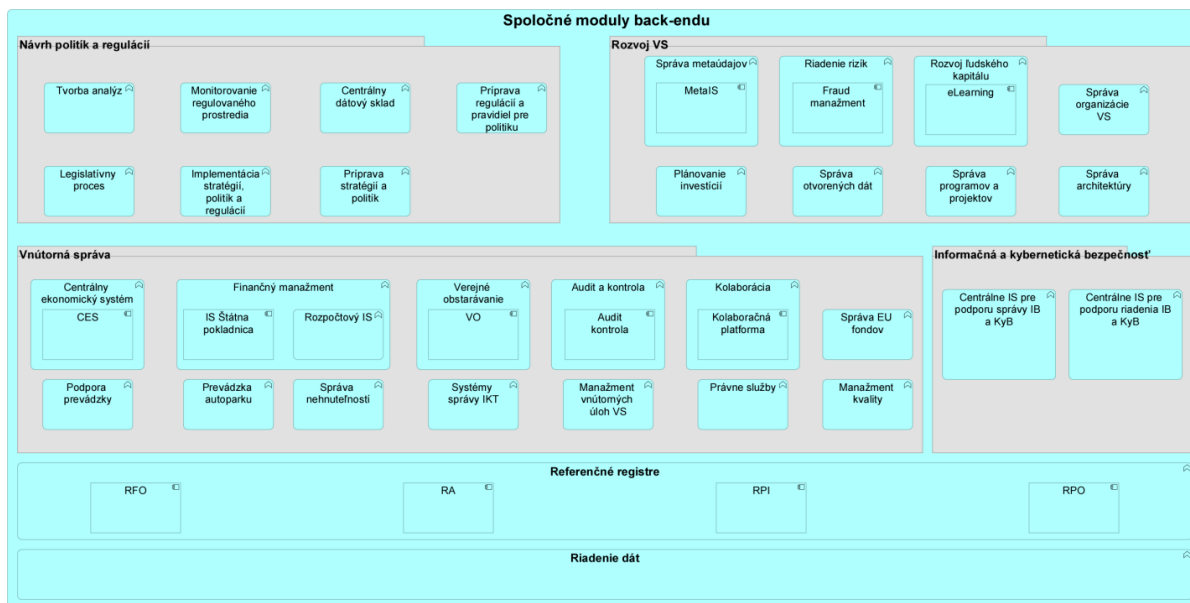 Spoločné moduly back-endu
Návrh politík a regulácií
Tvorba analýz
Monitorovanie
regulovaného
prostredia
Centrálny
dátový sklad
Príprava
regulácií a
pravidiel pre
politiku
Legislatívny
proces
Implementácia
stratégií,
politík a
regulácií
Príprava
stratégií a
politík
Rozvoj VS
Správa metaúdajov
MetaIS
Riadenie rizík
Fraud
manažment
Rozvoj ľudského
kapitálu
eLearning
Správa
organizácie
VS
Plánovanie
investícií
Správa
otvorených dát
Správa
programov a
projektov
Správa
architektúry
Vnútorná správa
Centrálny
ekonomický systém
CES
Finančný manažment
IS Štátna
pokladnica
Rozpočtový IS
Verejné
obstarávanie
VO
Audit a kontrola
Audit
kontrola
Kolaborácia
Kolaboračná
platforma
Správa EU
fondov
Podpora
prevádzky
Prevádzka
autoparku
Správa
nehnuteľností
Systémy
správy IKT
Manažment
vnútorných
úloh VS
Právne služby
Manažment
kvality
Informačná a kybernetická bezpečnosť
Centrálne IS pre
podporu správy IB
a KyB
Centrálne IS pre
podporu riadenia IB
a KyB
Referenčné registre
RFO
RA
RPI
RPO
Riadenie dát